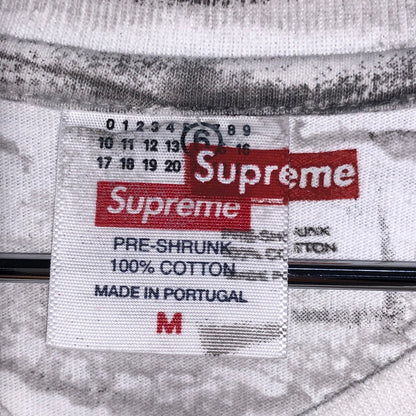 0 1 2 3 4 6 8 9
10 11 12 13 16
17 18 19 20
Supreme
Supreme
PRE-SHRUNK
100% COTTON
MADE IN PORTUGAL
M